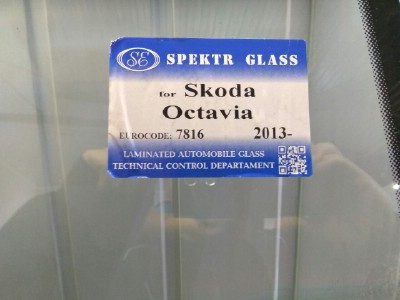 SE SPEKTR GLASS
for Skoda
Octavia
EUROCODE: 7816 2013-
LAMINATED AUTOMOBILE GLASS
TECHNICAL CONTROL DEPARTAMENT